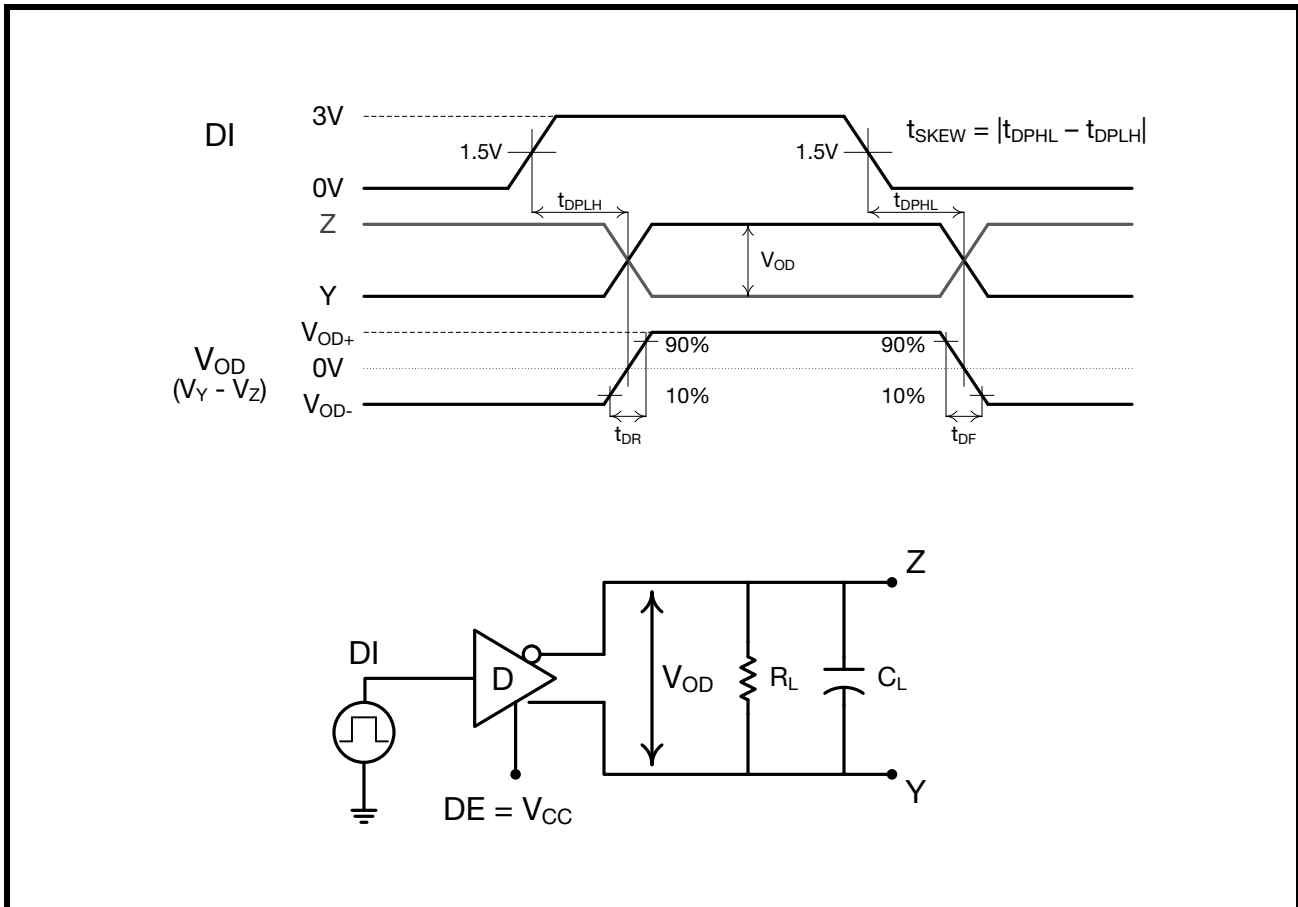 DI
3V
1.5V
1.5V
tSKEW = |tDPHL – tDPLH|
0V
tDPLH
tDPHL
Z
VOD
Y
VOD+
90%
90%
VOD
(VY - VZ)
0V
10%
10%
VOD-
tDR
tDF
Z
DI
D
VOD
RL
CL
Y
DE = VCC